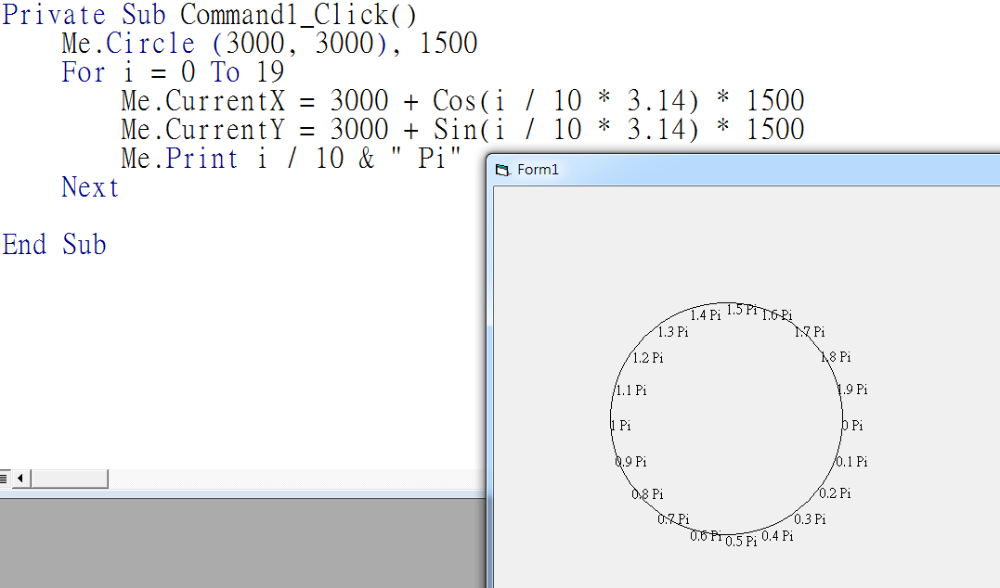 Private Sub Command1_Click()
Me.Circle (3000, 3000), 1500
For i = 0 To 19
Me.CurrentX = 3000 + Cos(i / 10 * 3.14) * 1500
Me.CurrentY = 3000 + Sin(i / 10 * 3.14) * 1500
Me.Print i / 10 & " Pi"
Next
End Sub
Form1
1.5 Pi
1.4 Pi
1.6 Pi
1.3 Pi
1.7 Pi
1.2 Pi
1.8 Pi
1.1 Pi
1.9 Pi
1 Pi
0 Pi
0.9 Pi
0.1 Pi
0.8 Pi
0.2 Pi
0.7 Pi
0.3 Pi
0.6 Pi
0.4 Pi
0.5 Pi